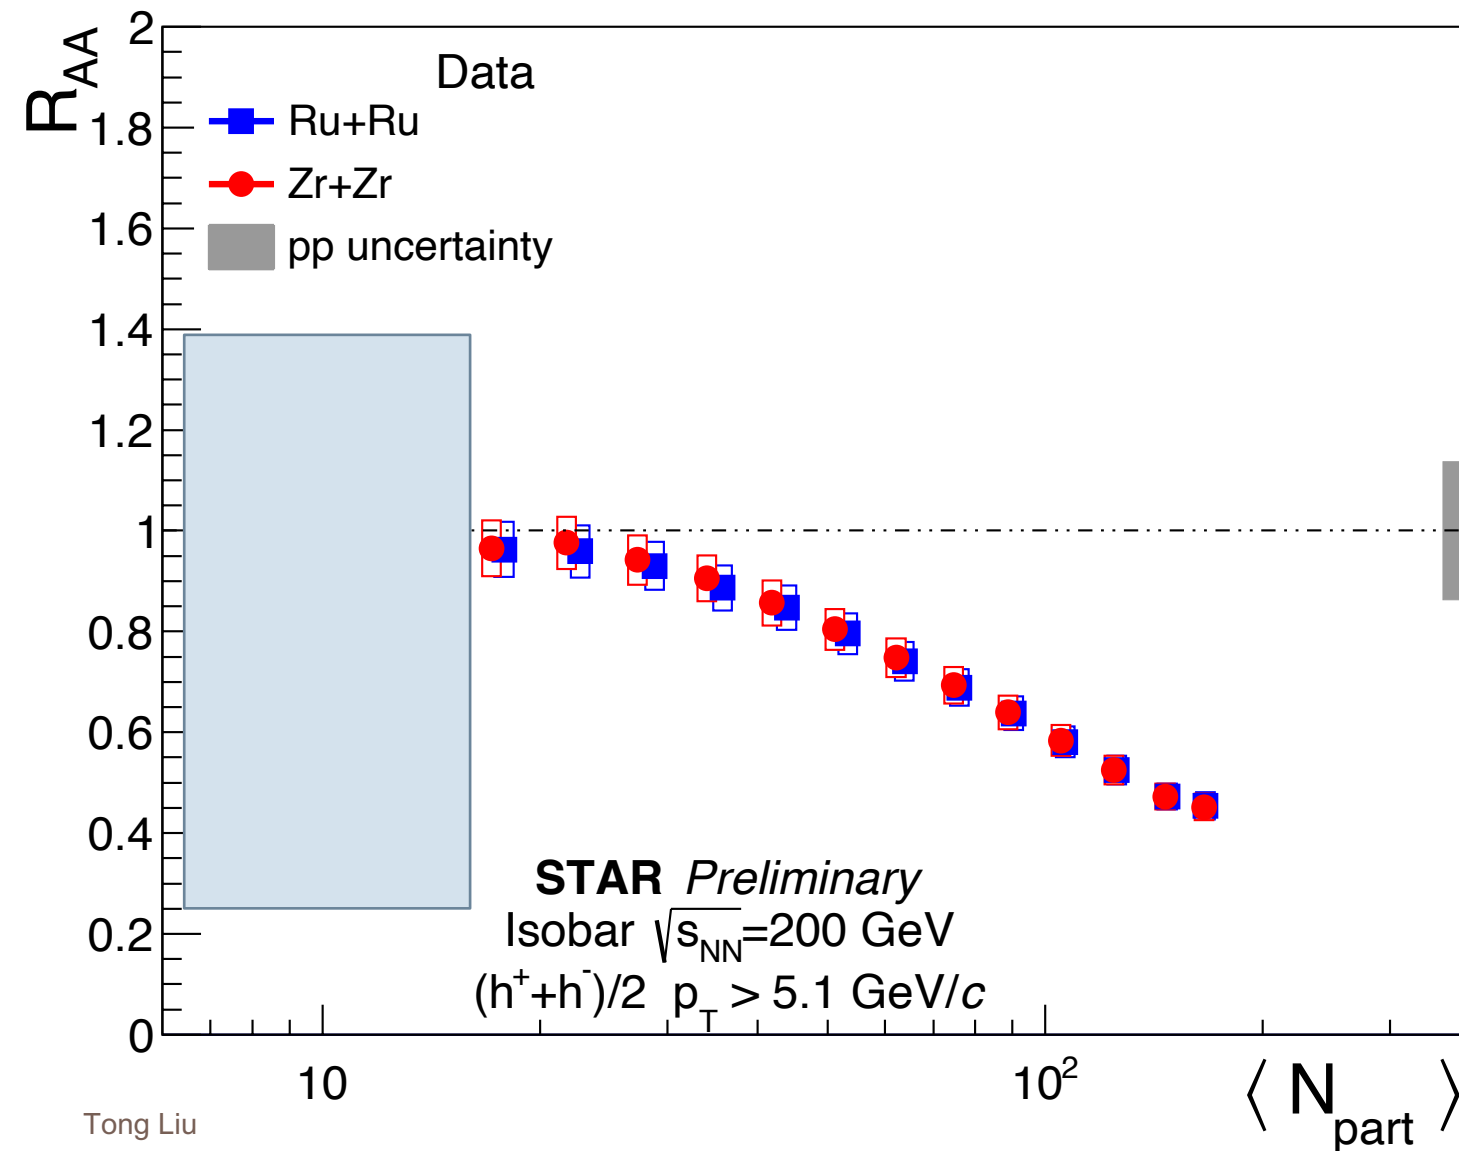 R_AA
2
1.8
1.6
1.4
1.2
1
0.8
0.6
0.4
0.2
0
Data
Ru+Ru
Zr+Zr
pp uncertainty
STAR Preliminary
Isobar √s_NN=200 GeV
(h⁺+h⁻)/2 p_T > 5.1 GeV/c
10
10²
⟨ N_part ⟩
Tong Liu